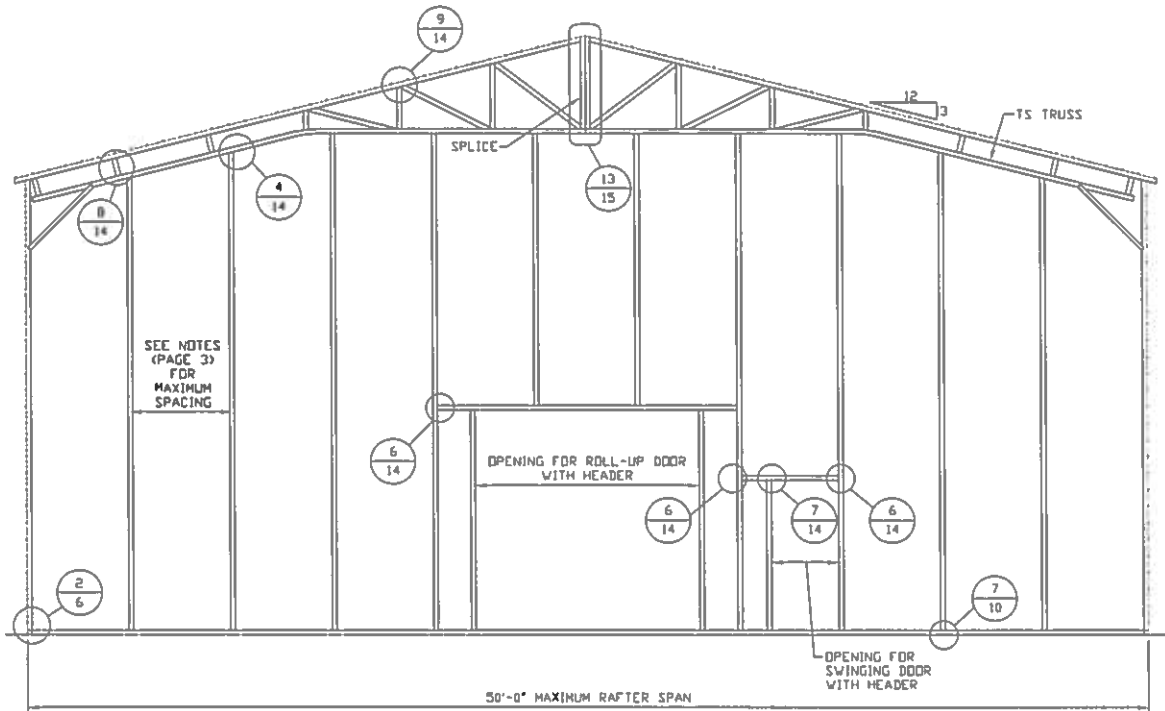 9
14
12
3
TS TRUSS
SPLICE
13
15
4
14
14
SEE NOTES
(PAGE 3)
FOR
MAXIMUM
SPACING
6
14
OPENING FOR ROLL-UP DOOR
WITH HEADER
6
14
7
14
6
14
2
6
7
10
OPENING FOR
SWINGING DOOR
WITH HEADER
50'-0" MAXIMUM RAFTER SPAN